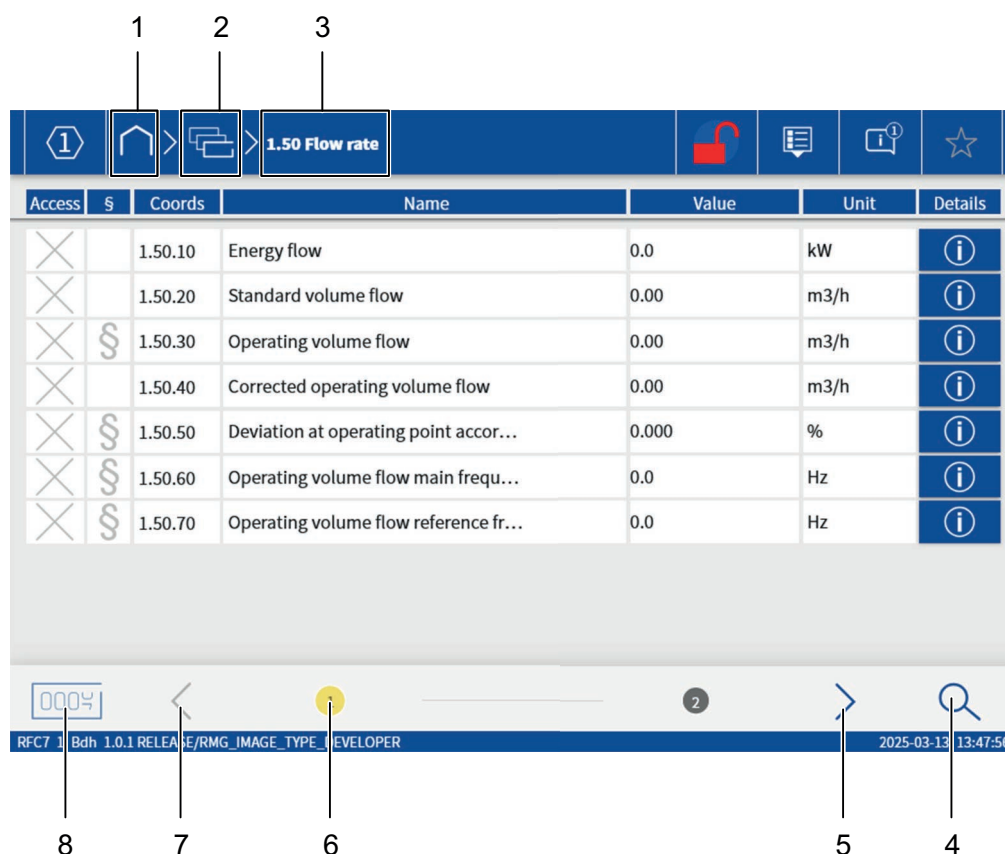 1 2 3
1 1.50 Flow rate 1
Access § Coords Name Value Unit Details
1.50.10 Energy flow 0.0 kW
1.50.20 Standard volume flow 0.00 m3/h
§ 1.50.30 Operating volume flow 0.00 m3/h
1.50.40 Corrected operating volume flow 0.00 m3/h
§ 1.50.50 Deviation at operating point accor... 0.000 %
§ 1.50.60 Operating volume flow main frequ... 0.0 Hz
§ 1.50.70 Operating volume flow reference fr... 0.0 Hz
0004 2
RFC7 1 Bdh 1.0.1 RELEASE/RMG_IMAGE_TYPE_DEVELOPER 2025-03-13 13:47:56
8 7 6 5 4